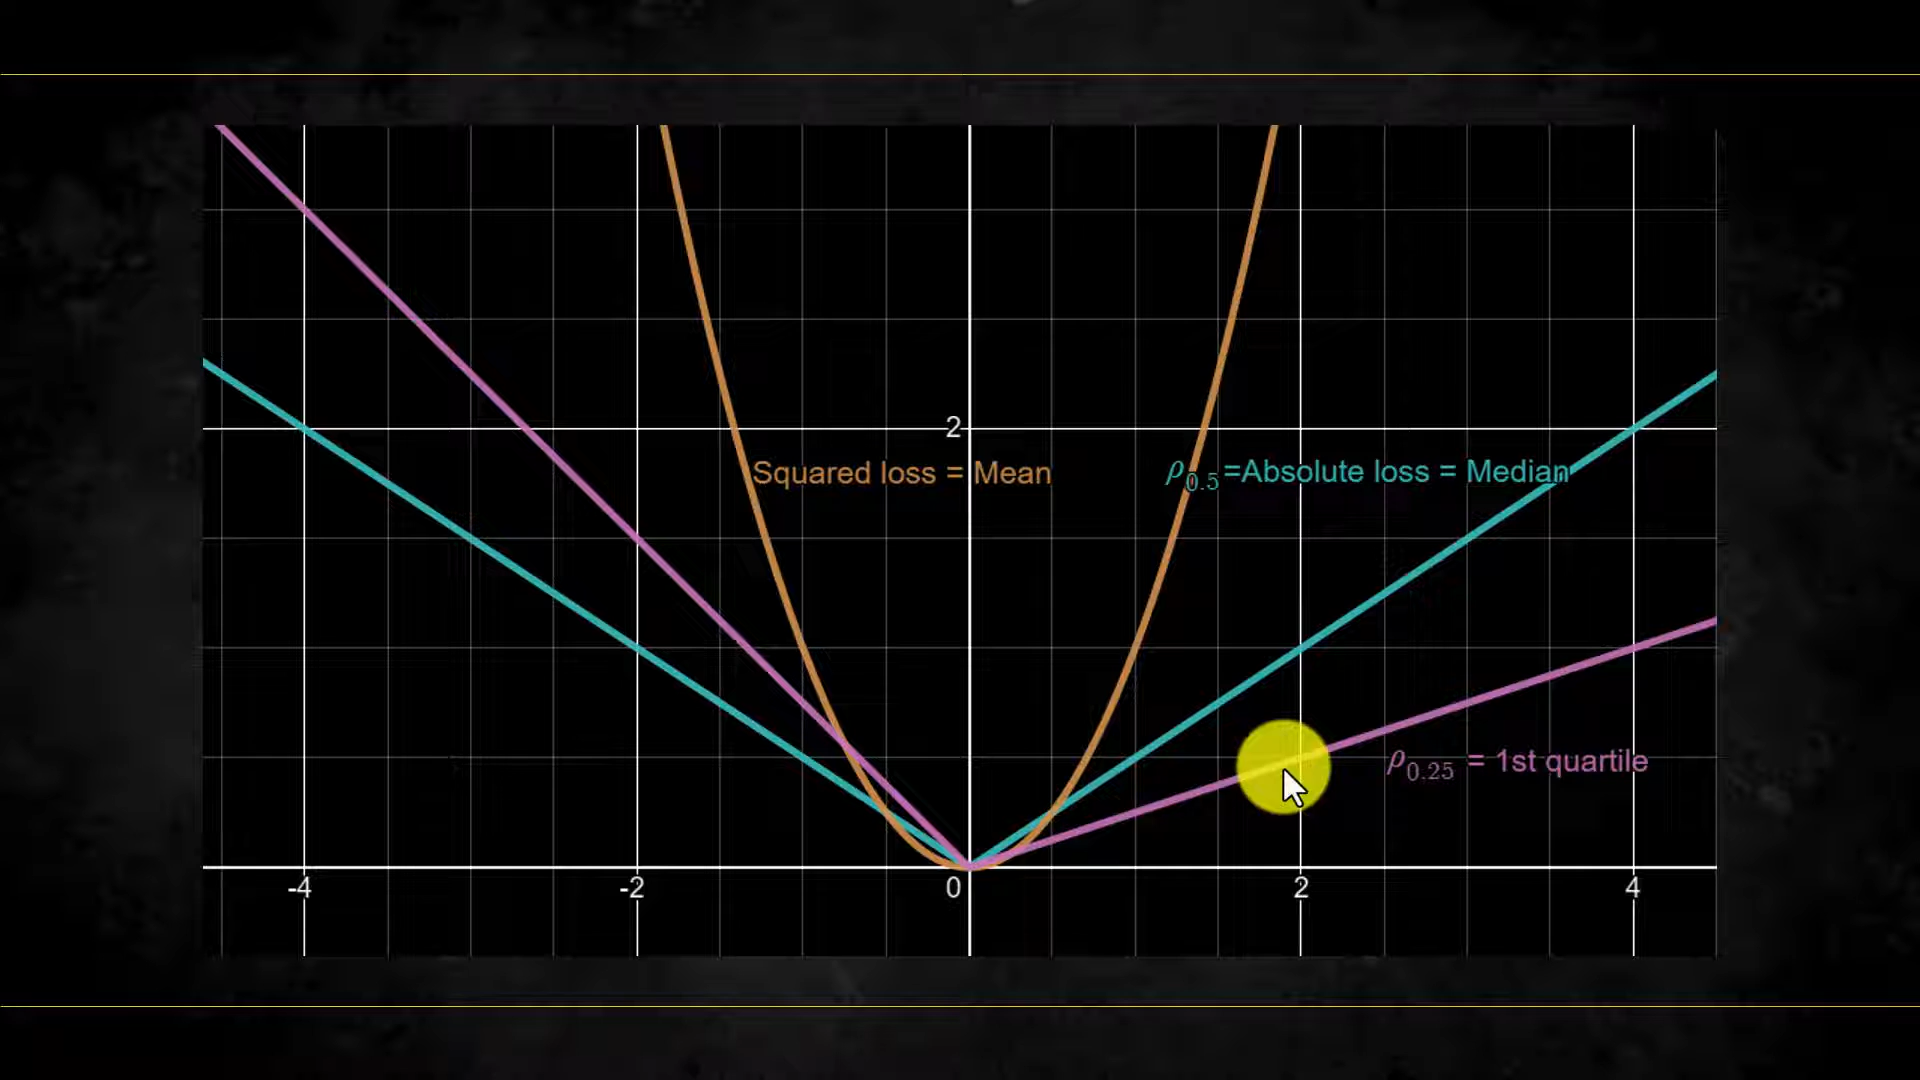 2
Squared loss = Mean
ρ0.5=Absolute loss = Median
ρ0.25 = 1st quartile
-4 -2 0 2 4